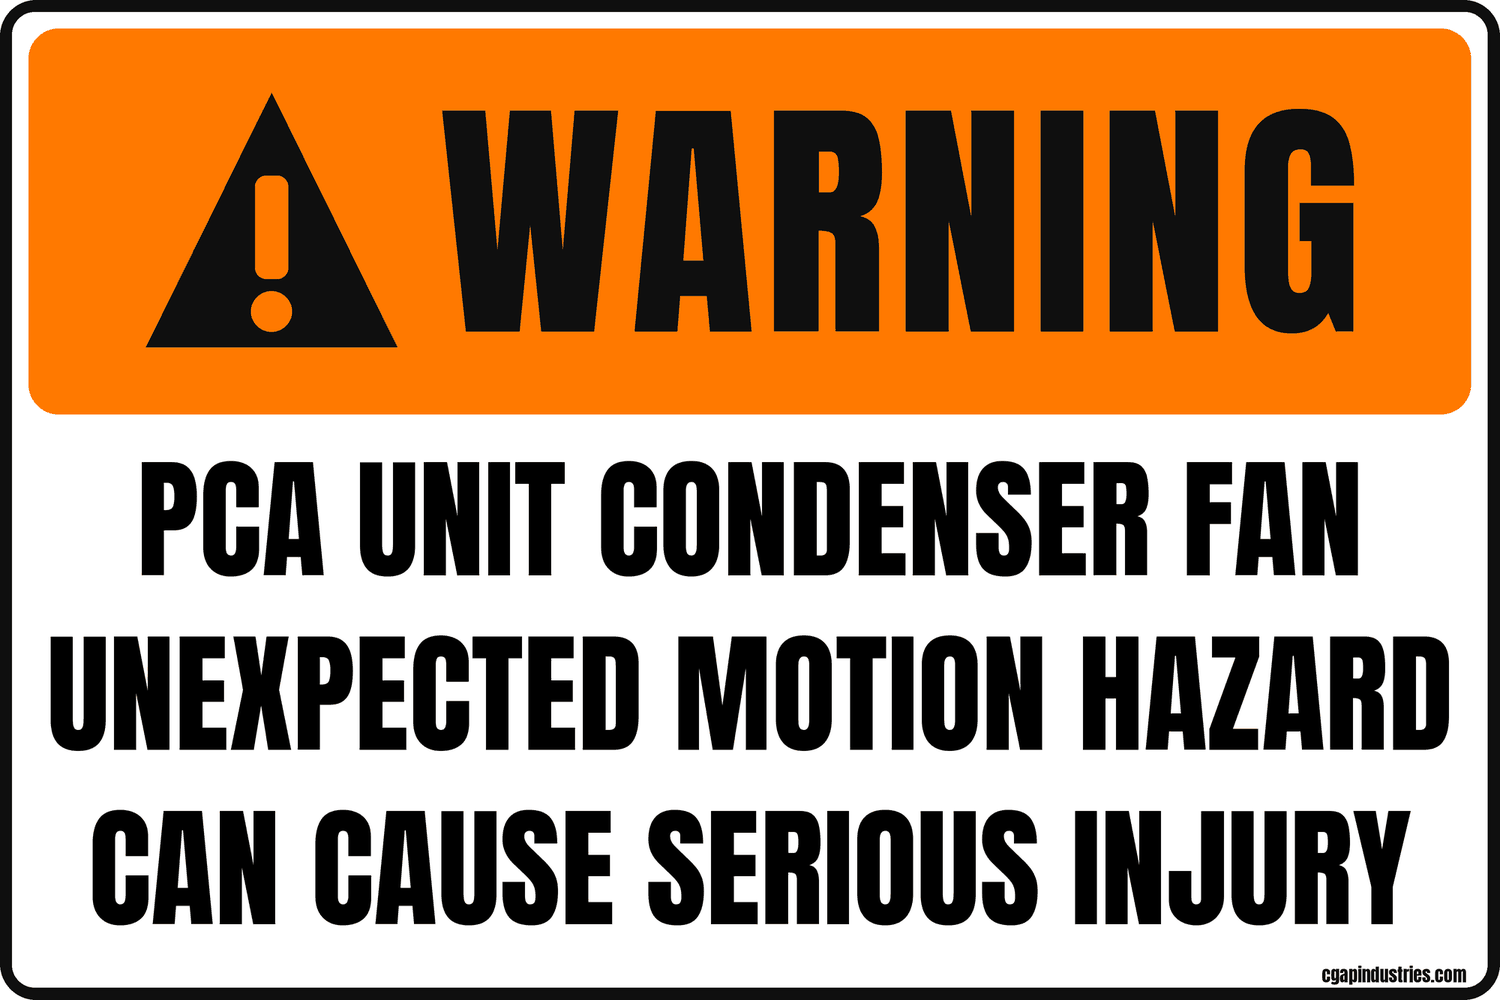 WARNING
PCA UNIT CONDENSER FAN
UNEXPECTED MOTION HAZARD
CAN CAUSE SERIOUS INJURY
cgapindustries.com